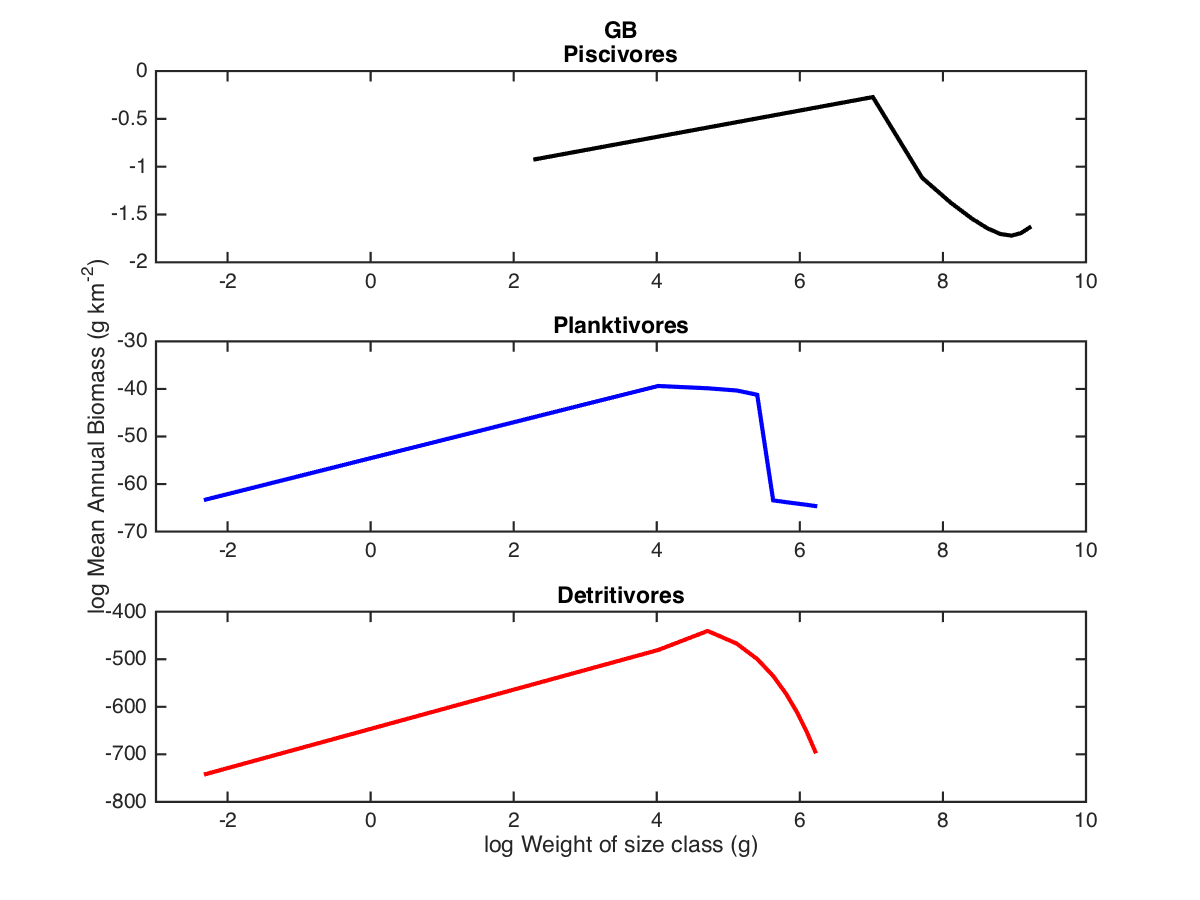 GB
Piscivores
0
-0.5
-1
-1.5
-2
-2 0 2 4 6 8 10
Planktivores
-30
-40
-50
-60
-70
-2 0 2 4 6 8 10
log Mean Annual Biomass (g km-2)
Detritivores
-400
-500
-600
-700
-800
-2 0 2 4 6 8 10
log Weight of size class (g)